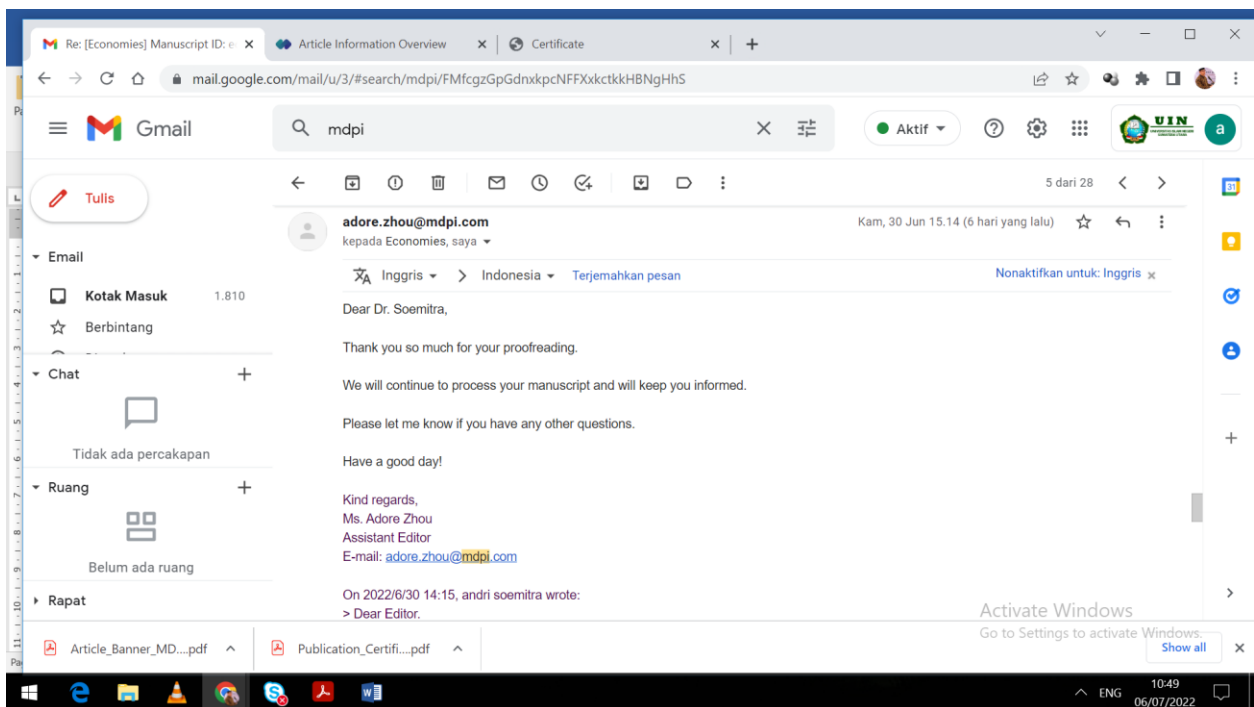 Re: [Economies] Manuscript ID: e
Article Information Overview
Certificate
mail.google.com/mail/u/3/#search/mdpi/FMfcgzGpGdnxkpcNFFXxkctkkHBNgHhS
Gmail
mdpi
Aktif
UIN
a
Tulis
5 dari 28
31
adore.zhou@mdpi.com
Kam, 30 Jun 15.14 (6 hari yang lalu)
kepada Economies, saya
Email
Inggris > Indonesia Terjemahkan pesan
Nonaktifkan untuk: Inggris x
Kotak Masuk 1.810
Berbintang
Dear Dr. Soemitra,
Thank you so much for your proofreading.
Chat
We will continue to process your manuscript and will keep you informed.
Please let me know if you have any other questions.
Tidak ada percakapan
Have a good day!
Ruang
Kind regards,
Ms. Adore Zhou
Assistant Editor
E-mail: adore.zhou@mdpi.com
Belum ada ruang
On 2022/6/30 14:15, andri soemitra wrote:
Rapat
> Dear Editor.
Activate Windows
Go to Settings to activate Windows.
Article_Banner_MD....pdf
Publication_Certifi....pdf
Show all
ENG
10:49
06/07/2022